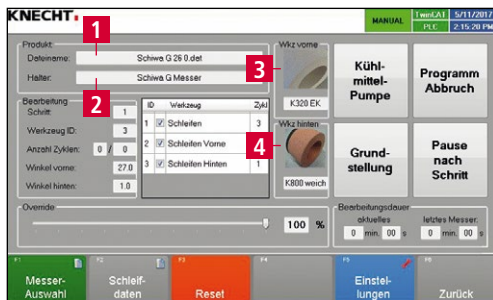 KNECHT.
MANUAL
TwinCAT
PLC
5/11/2017
2:15:20 PM
Produkt:
1
Dateiname:
Schiwa G 26 0.dat
Halter:
Schiwa G Messer
2
Wkz vorne
3
K320 EK
Kühl-
mittel-
Pumpe
Programm
Abbruch
Bearbeitung
Schritt:
1
Werkzeug ID:
3
Anzahl Zyklen:
0 / 0
Winkel vorne:
27.0
Winkel hinten:
1.0
ID Werkzeug Zykl
1 Schleifen 3
2 Schleifen Vorne
3 Schleifen Hinten 1
Wkz hinten
4
K800 weich
Grund-
stellung
Pause
nach
Schritt
Override
100 %
Bearbeitungsdauer
aktuelles
0 min. 00 s
letztes Messer:
0 min. 00 s
F1
Messer-
Auswahl
F2
Schleif-
daten
F3
Reset
F4
F5
Einstel-
lungen
F6
Zurück